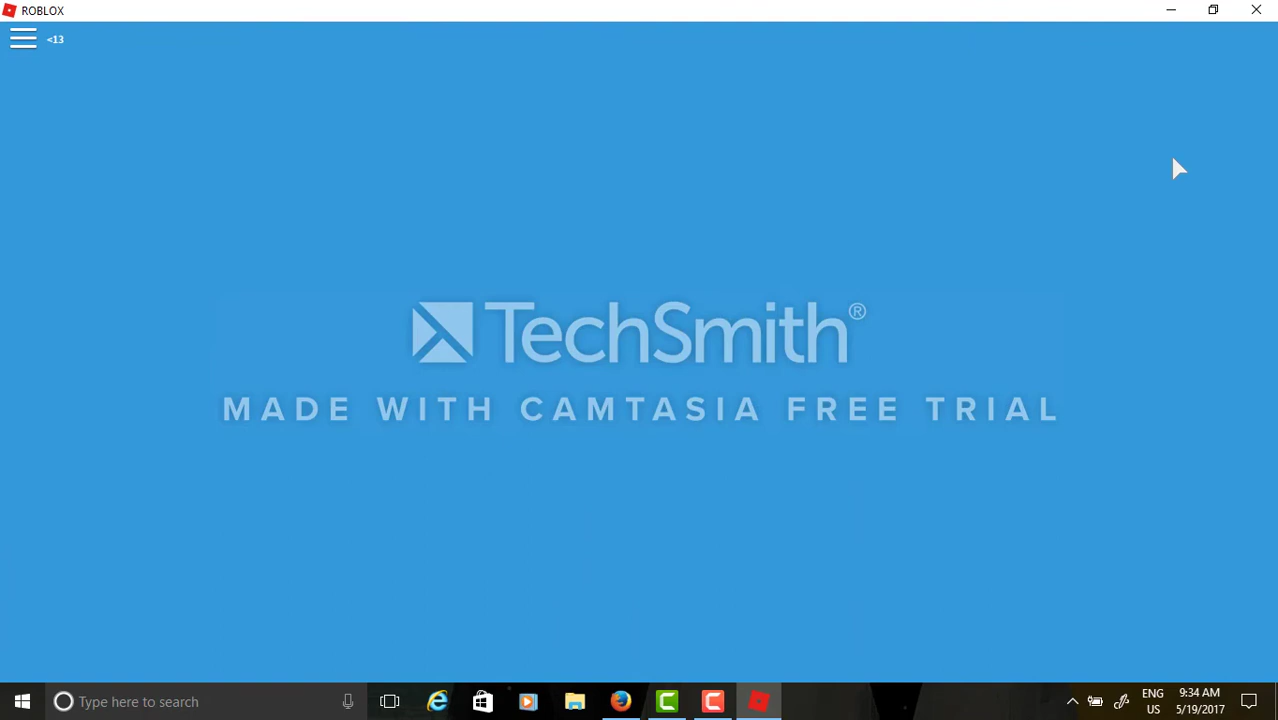 ROBLOX
<13
TechSmith®
MADE WITH CAMTASIA FREE TRIAL
Type here to search
ENG
US
9:34 AM
5/19/2017